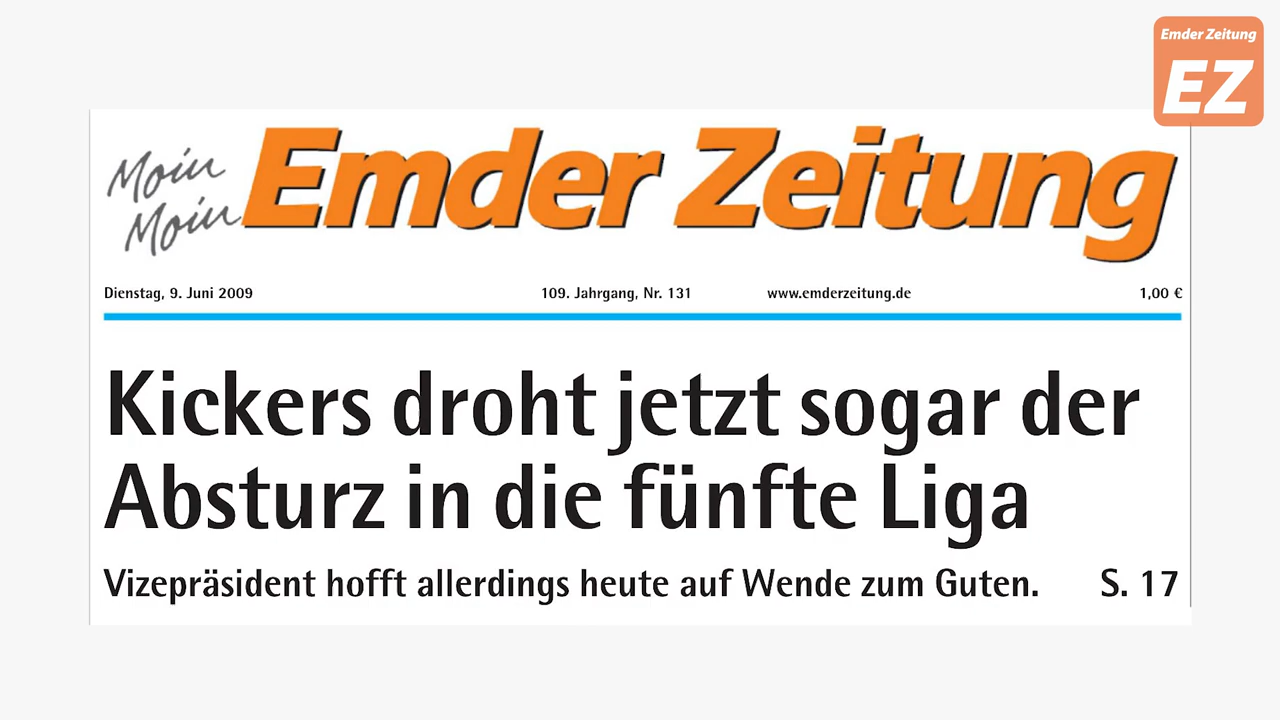 Emder Zeitung
EZ
Moin
Moin
Emder Zeitung
Dienstag, 9. Juni 2009 109. Jahrgang, Nr. 131 www.emderzeitung.de 1,00 €
Kickers droht jetzt sogar der
Absturz in die fünfte Liga
Vizepräsident hofft allerdings heute auf Wende zum Guten. S. 17